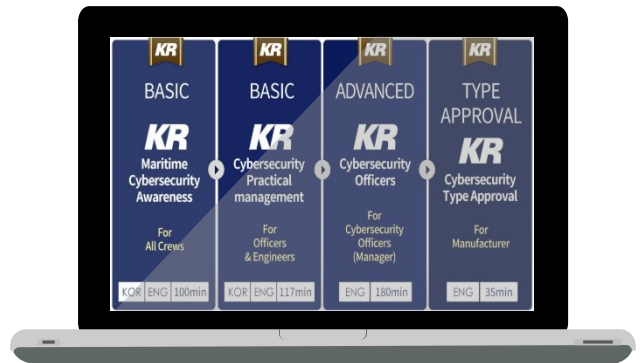 KR
BASIC
KR
Maritime
Cybersecurity
Awareness
For
All Crews
KOR ENG 100min
KR
BASIC
KR
Cybersecurity
Practical
management
For
Officers
& Engineers
KOR ENG 117min
KR
ADVANCED
KR
Cybersecurity
Officers
For
Cybersecurity
Officers
(Manager)
ENG 180min
KR
TYPE
APPROVAL
KR
Cybersecurity
Type Approval
For
Manufacturer
ENG 35min